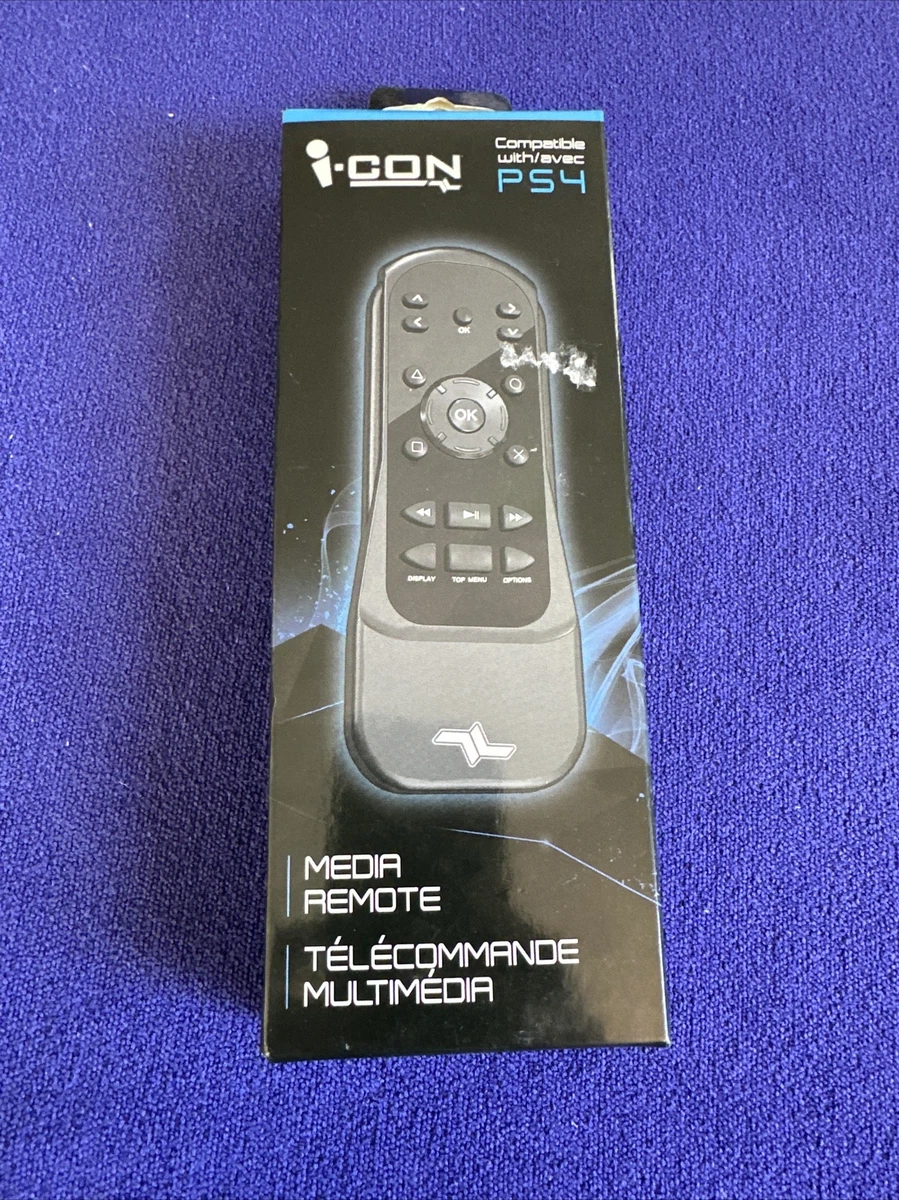 i-CON
Compatible
with/avec
PS4
OK
OK
DISPLAY TOP MENU OPTIONS
MEDIA
REMOTE
TÉLÉCOMMANDE
MULTIMÉDIA